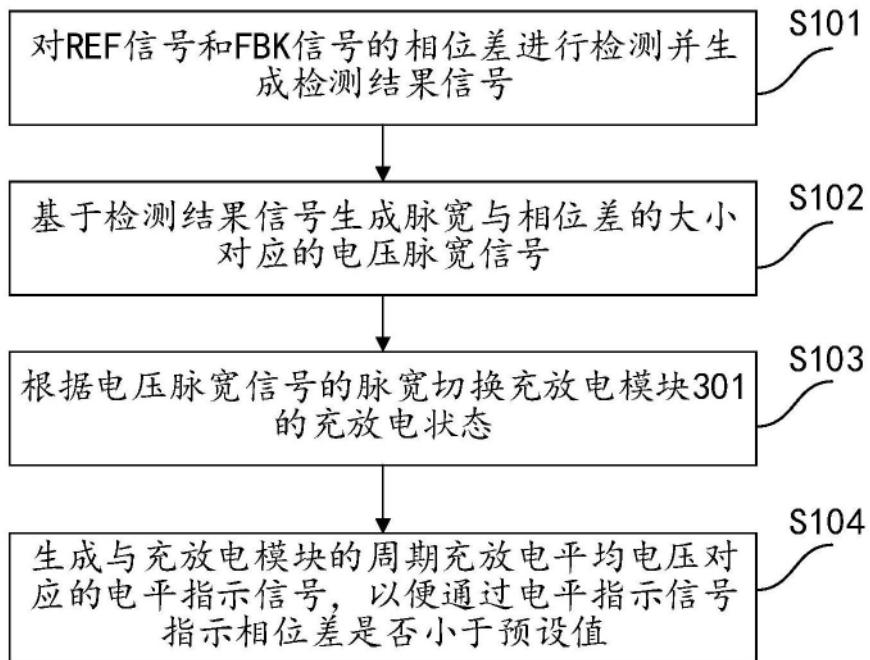 对REF信号和FBK信号的相位差进行检测并生
成检测结果信号
S101
基于检测结果信号生成脉宽与相位差的大小
对应的电压脉宽信号
S102
根据电压脉宽信号的脉宽切换充放电模块301
的充放电状态
S103
生成与充放电模块的周期充放电平均电压对
应的电平指示信号，以便通过电平指示信号
指示相位差是否小于预设值
S104